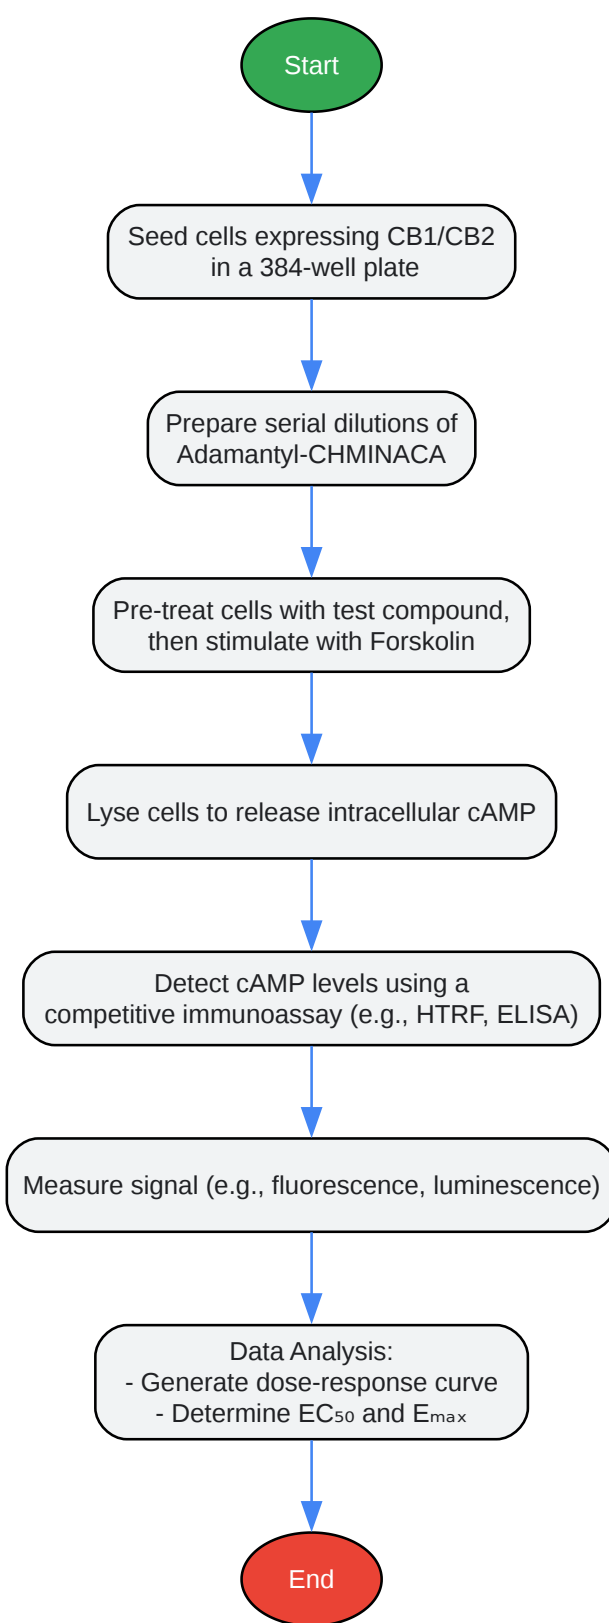 Start
Seed cells expressing CB1/CB2
in a 384-well plate
Prepare serial dilutions of
Adamantyl-CHMINACA
Pre-treat cells with test compound,
then stimulate with Forskolin
Lyse cells to release intracellular cAMP
Detect cAMP levels using a
competitive immunoassay (e.g., HTRF, ELISA)
Measure signal (e.g., fluorescence, luminescence)
Data Analysis:
- Generate dose-response curve
- Determine EC₅₀ and Eₘₐₓ
End